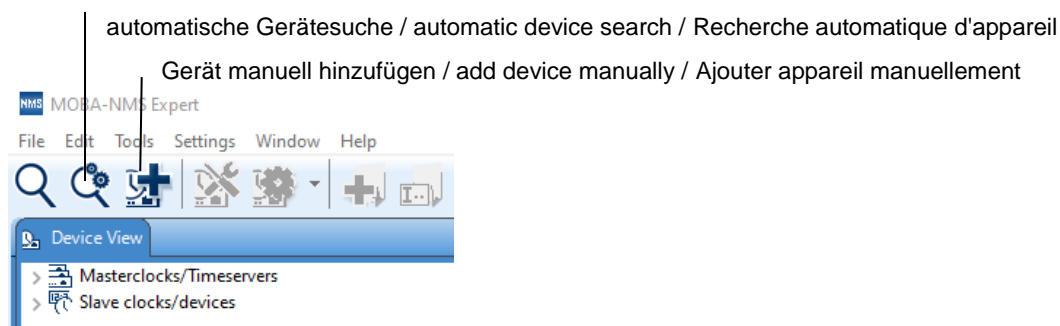 automatische Gerätesuche / automatic device search / Recherche automatique d'appareil
Gerät manuell hinzufügen / add device manually / Ajouter appareil manuellement
NMS MOBA-NMS Expert
File Edit Tools Settings Window Help
Device View
Masterclocks/Timeservers
Slave clocks/devices